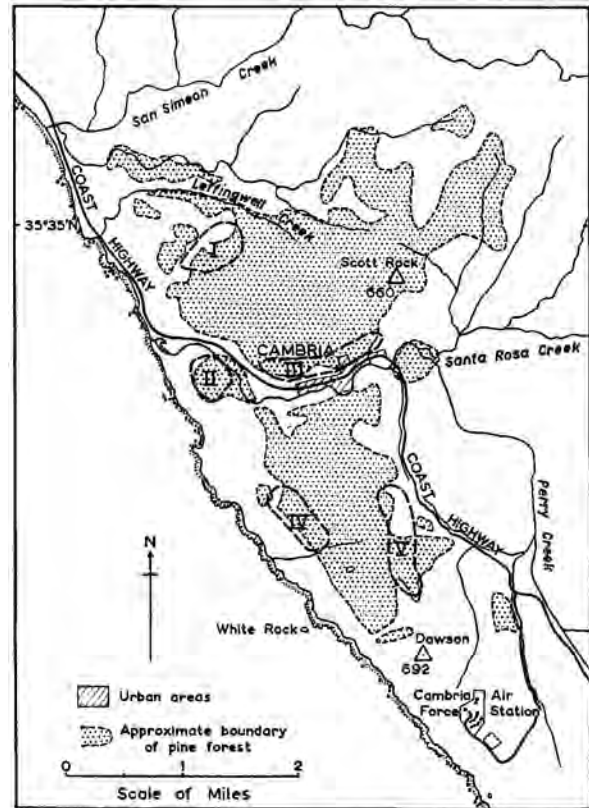 San Simeon Creek
Leffingwell Creek
35°35'N
COAST HIGHWAY
I
Scott Rock
660
CAMBRIA
III
II
Santa Rosa Creek
COAST HIGHWAY
Perry Creek
IV
V
N
White Rock
Dawson
692
Urban areas
Cambria Air
Force Station
Approximate boundary
of pine forest
0 1 2
Scale of Miles